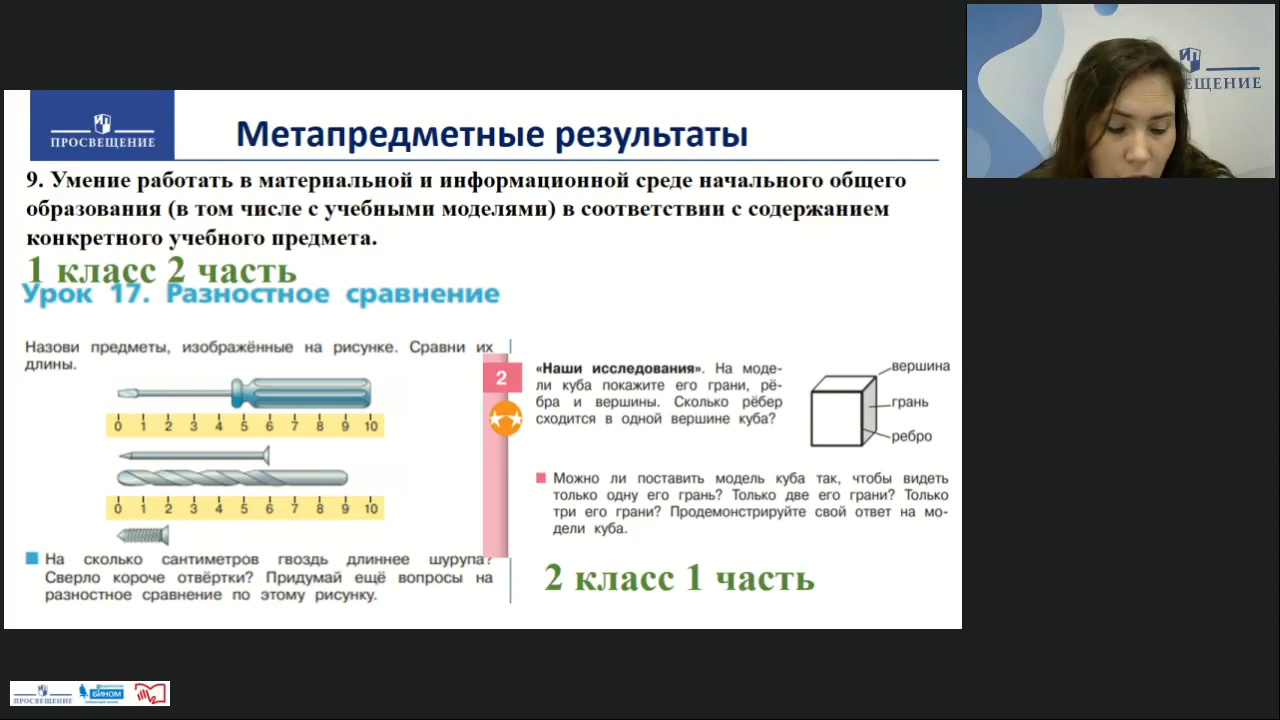 ИП
ЕЩЕНИЕ
ИП
ПРОСВЕЩЕНИЕ
Метапредметные результаты
9. Умение работать в материальной и информационной среде начального общего
образования (в том числе с учебными моделями) в соответствии с содержанием
конкретного учебного предмета.
1 класс 2 часть
Урок 17. Разностное сравнение
Назови предметы, изображённые на рисунке. Сравни их
длины.
0 1 2 3 4 5 6 7 8 9 10
0 1 2 3 4 5 6 7 8 9 10
На сколько сантиметров гвоздь длиннее шурупа?
Сверло короче отвёртки? Придумай ещё вопросы на
разностное сравнение по этому рисунку.
2
«Наши исследования». На моде-
ли куба покажите его грани, рё-
бра и вершины. Сколько рёбер
сходится в одной вершине куба?
вершина
грань
ребро
Можно ли поставить модель куба так, чтобы видеть
только одну его грань? Только две его грани? Только
три его грани? Продемонстрируйте свой ответ на мо-
дели куба.
2 класс 1 часть
ПРОСВЕЩЕНИЕ
БИНОМ